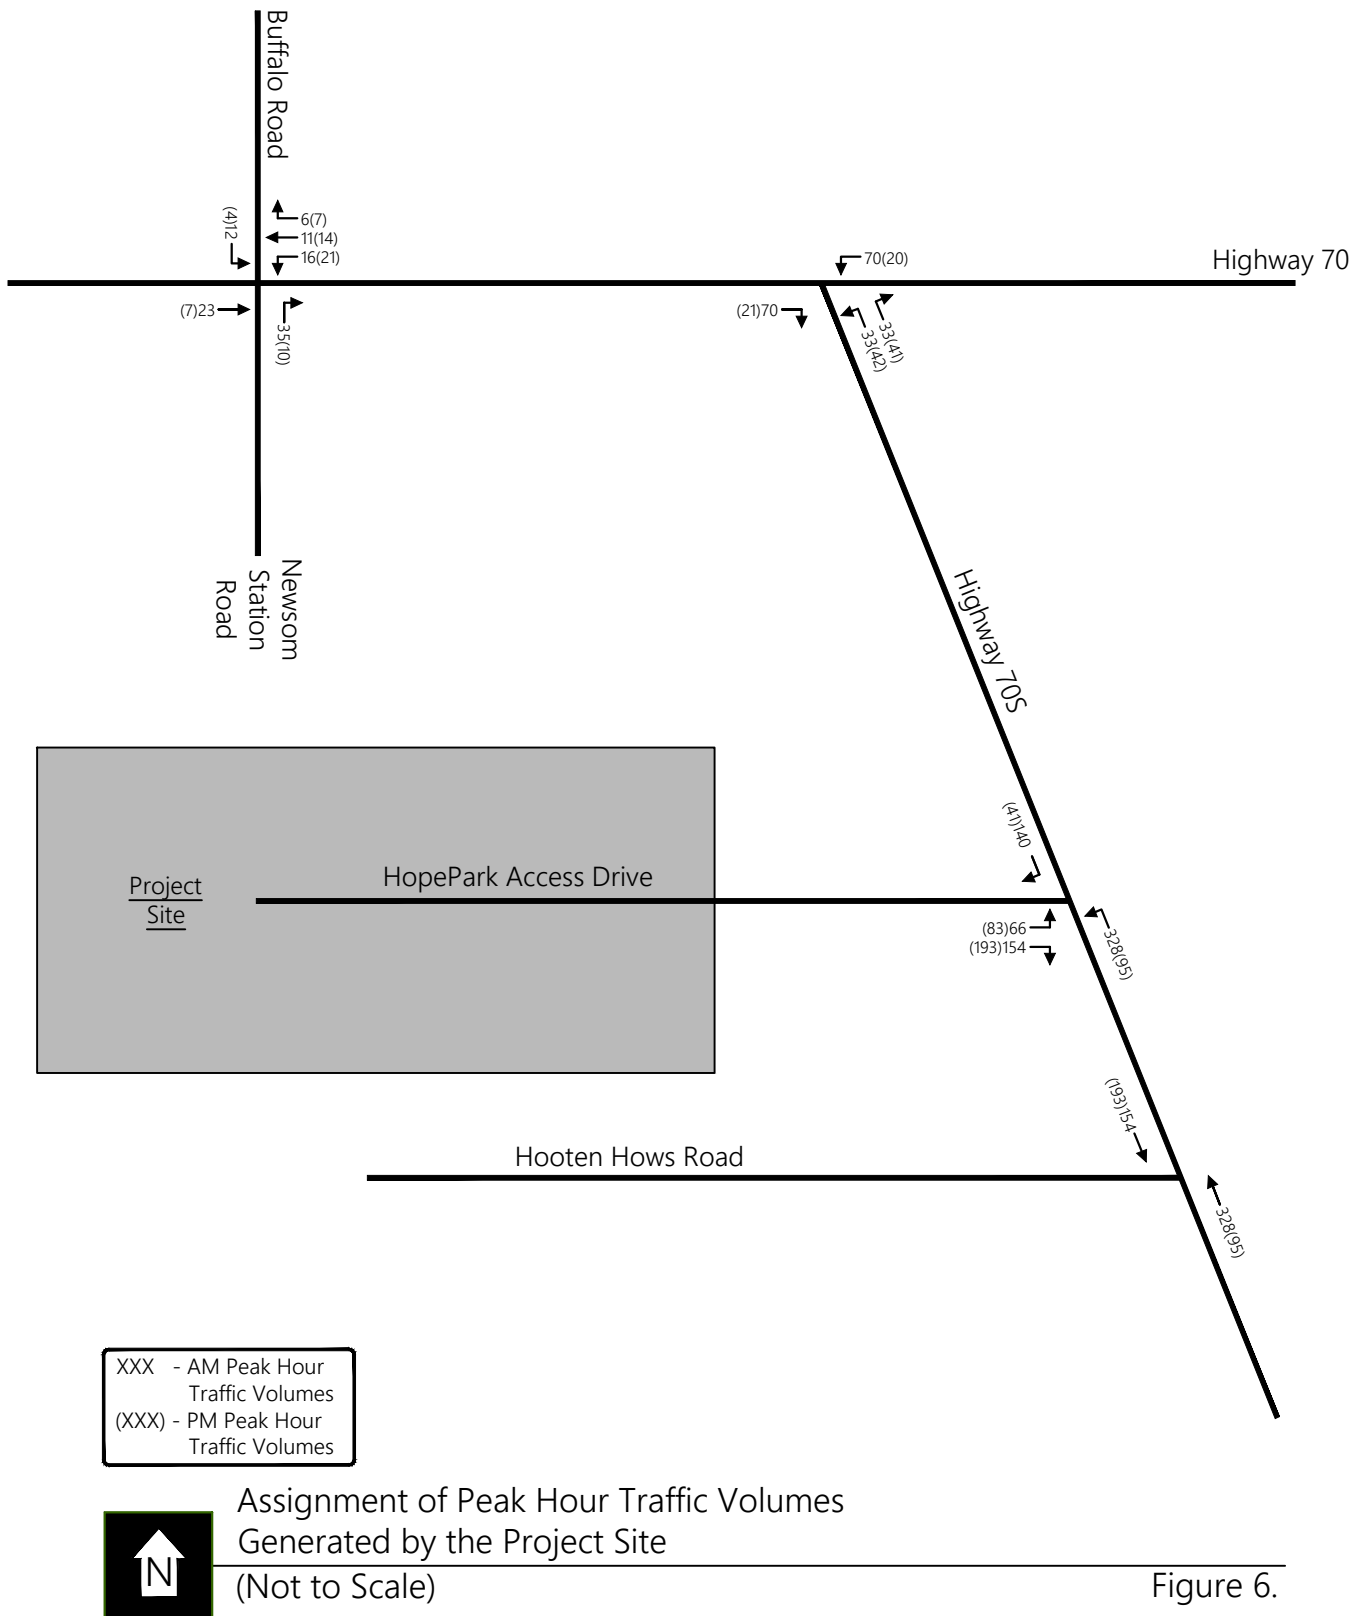 Buffalo Road
(4)12
6(7)
11(14)
16(21)
(7)23
35(10)
70(20)
Highway 70
(21)70
33(41)
33(42)
Newsom
Station
Road
Highway 70S
(41)140
HopePark Access Drive
Project
Site
(83)66
(193)154
328(95)
(193)154
Hooten Hows Road
328(95)
XXX - AM Peak Hour
Traffic Volumes
(XXX) - PM Peak Hour
Traffic Volumes
Assignment of Peak Hour Traffic Volumes
Generated by the Project Site
N
(Not to Scale)
Figure 6.